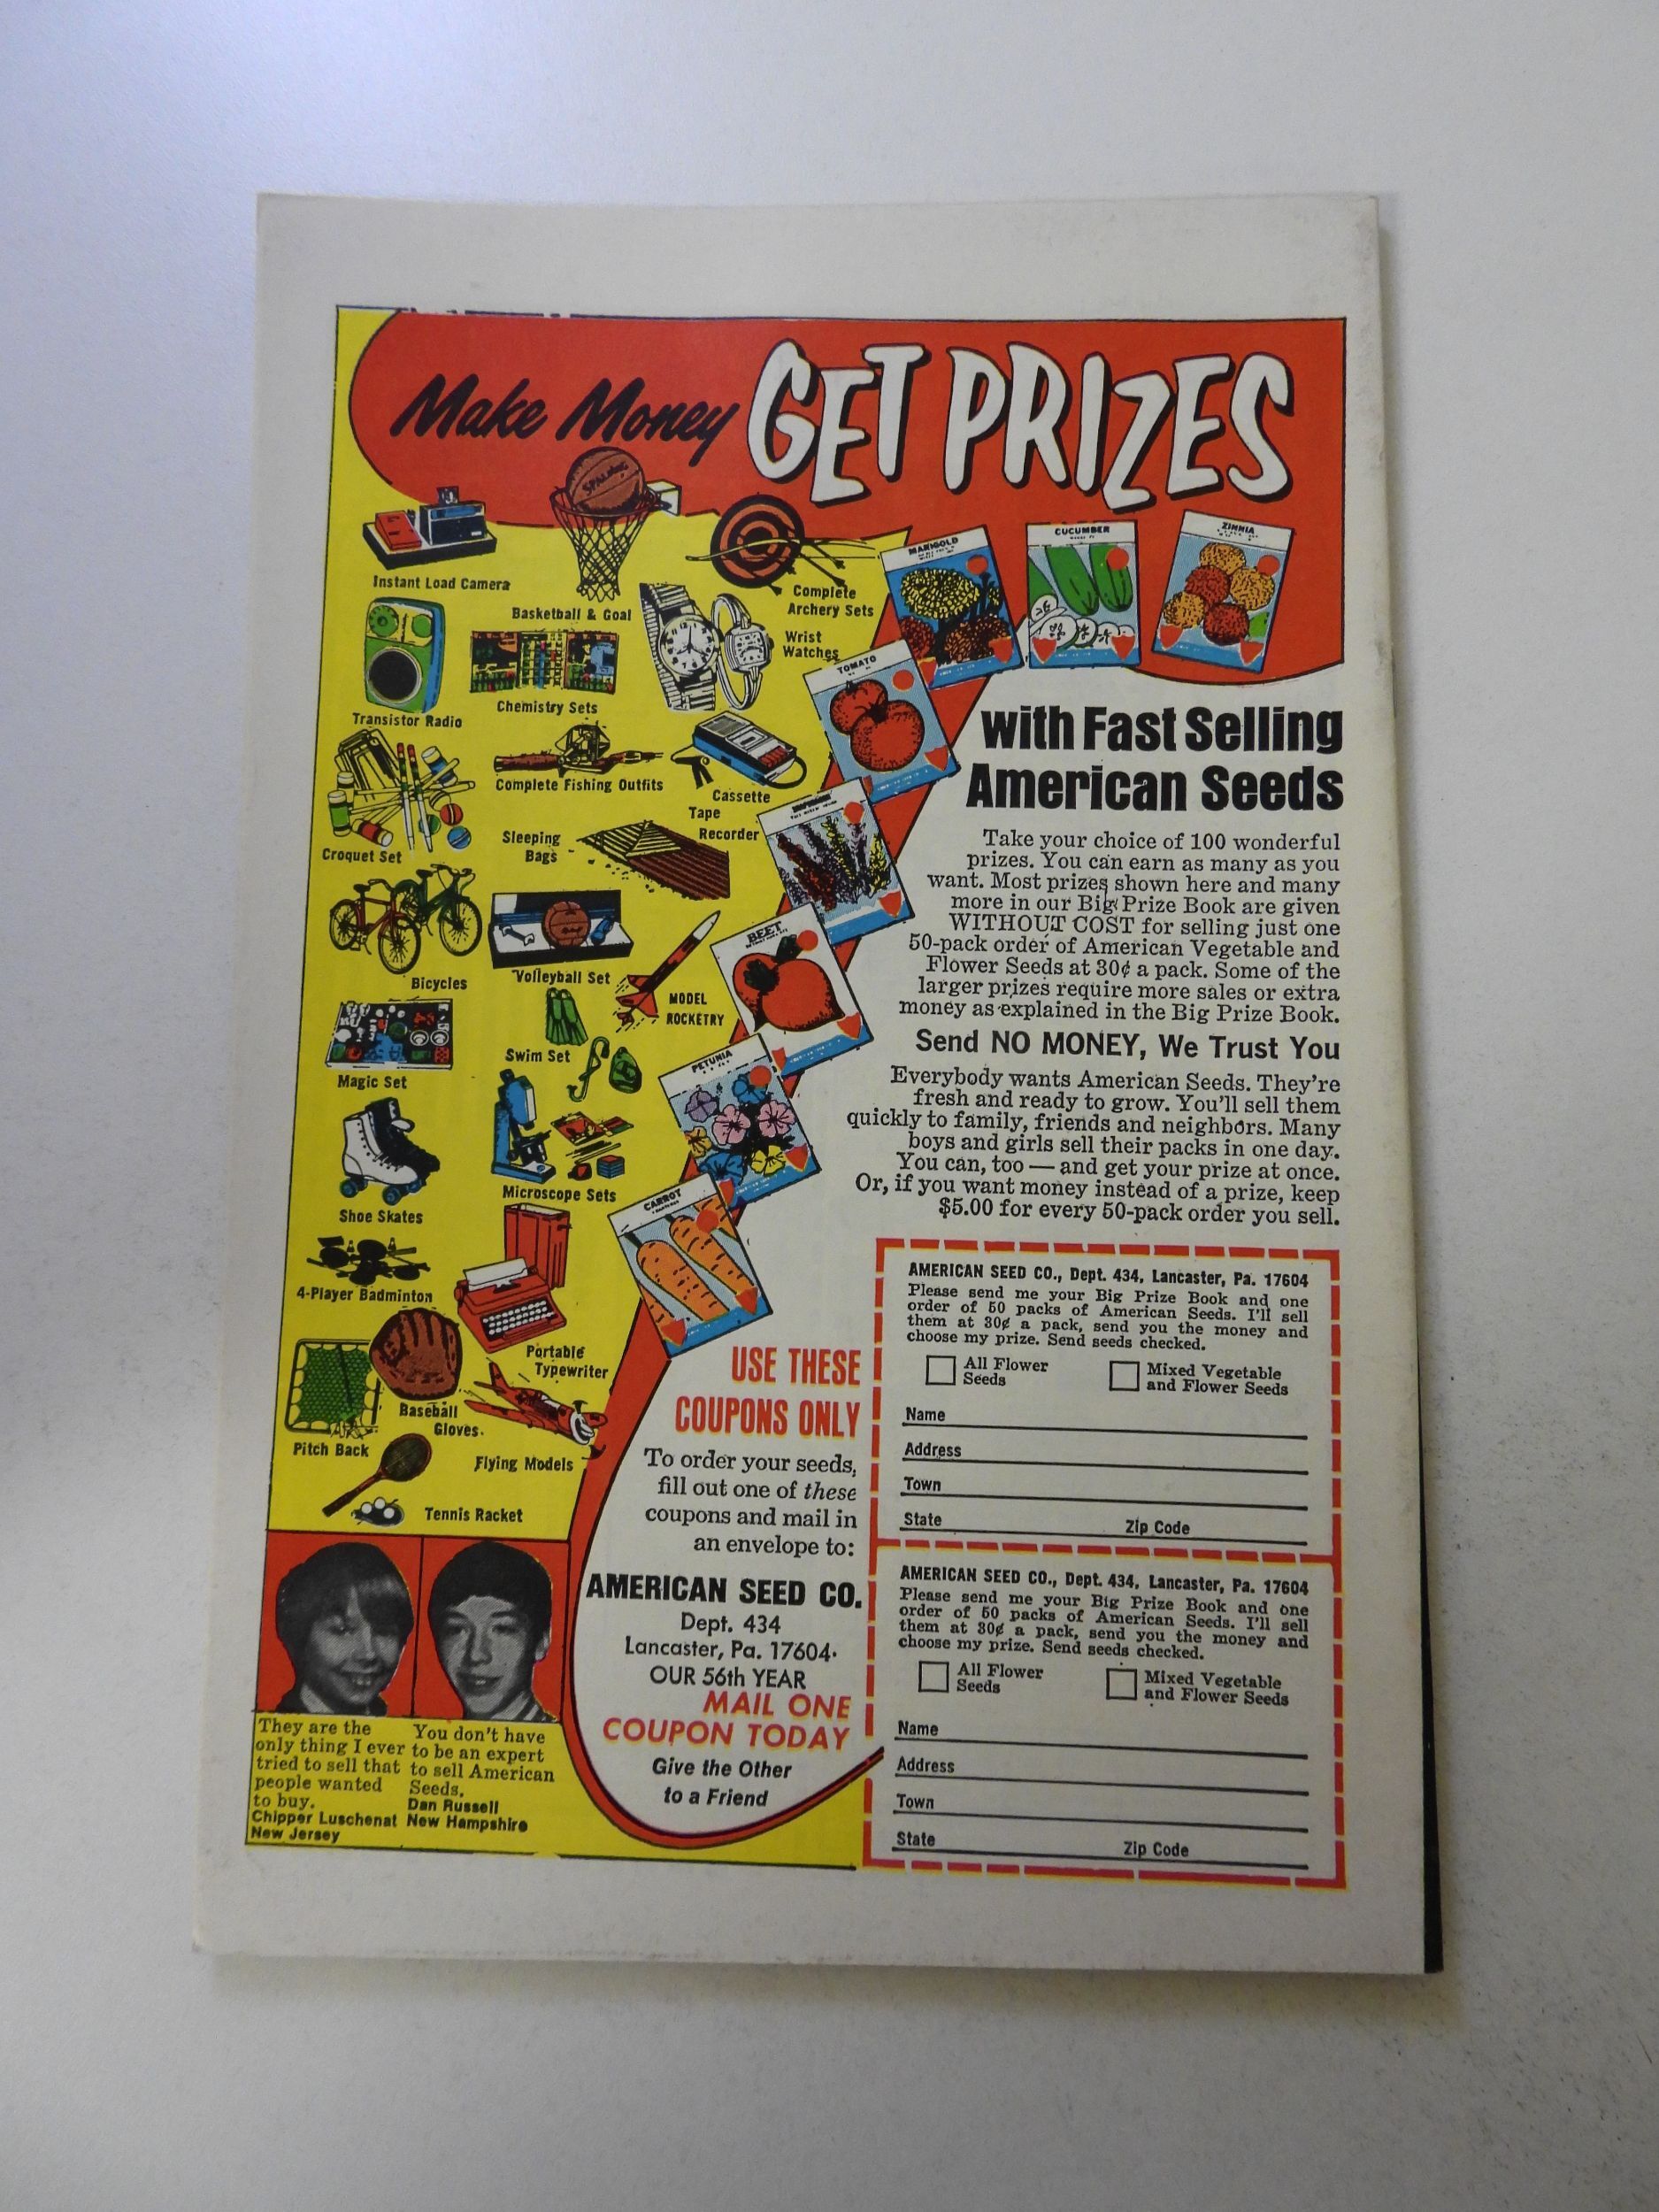 Make Money GET PRIZES
SPALDING
Instant Load Camera
Basketball & Goal
Complete
Archery Sets
Wrist
Watches
Transistor Radio
Chemistry Sets
Complete Fishing Outfits
Cassette
Tape
Recorder
Croquet Set
Sleeping
Bags
Bicycles
Volleyball Set
MODEL
ROCKETRY
Magic Set
Swim Set
Shoe Skates
Microscope Sets
4-Player Badminton
Portable
Typewriter
Pitch Back
Baseball
Gloves
Flying Models
Tennis Racket
MARIGOLD
CUCUMBER
ZINNIA
TOMATO
BEET
PETUNIA
CARROT
with Fast Selling
American Seeds
Take your choice of 100 wonderful
prizes. You can earn as many as you
want. Most prizes shown here and many
more in our Big Prize Book are given
WITHOUT COST for selling just one
50-pack order of American Vegetable and
Flower Seeds at 30¢ a pack. Some of the
larger prizes require more sales or extra
money as explained in the Big Prize Book.
Send NO MONEY, We Trust You
Everybody wants American Seeds. They're
fresh and ready to grow. You'll sell them
quickly to family, friends and neighbors. Many
boys and girls sell their packs in one day.
You can, too — and get your prize at once.
Or, if you want money instead of a prize, keep
$5.00 for every 50-pack order you sell.
USE THESE
COUPONS ONLY
To order your seeds,
fill out one of these
coupons and mail in
an envelope to:
AMERICAN SEED CO.
Dept. 434
Lancaster, Pa. 17604
OUR 56th YEAR
MAIL ONE
COUPON TODAY
Give the Other
to a Friend
AMERICAN SEED CO., Dept. 434, Lancaster, Pa. 17604
Please send me your Big Prize Book and one
order of 50 packs of American Seeds. I'll sell
them at 30¢ a pack, send you the money and
choose my prize. Send seeds checked.
All Flower
Seeds
Mixed Vegetable
and Flower Seeds
Name
Address
Town
State Zip Code
AMERICAN SEED CO., Dept. 434, Lancaster, Pa. 17604
Please send me your Big Prize Book and one
order of 50 packs of American Seeds. I'll sell
them at 30¢ a pack, send you the money and
choose my prize. Send seeds checked.
All Flower
Seeds
Mixed Vegetable
and Flower Seeds
Name
Address
Town
State Zip Code
They are the
only thing I ever
tried to sell that
people wanted
to buy.
Chipper Luschenat
New Jersey
You don't have
to be an expert
to sell American
Seeds.
Dan Russell
New Hampshire